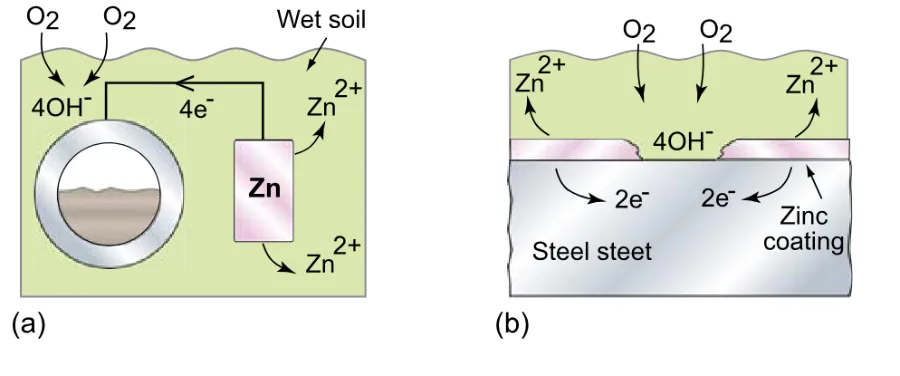 O2 O2
Wet soil
4OH-
4e-
Zn2+
Zn
Zn2+
(a)
O2 O2
Zn2+
Zn2+
4OH-
2e- 2e-
Zinc
coating
Steel steet
(b)